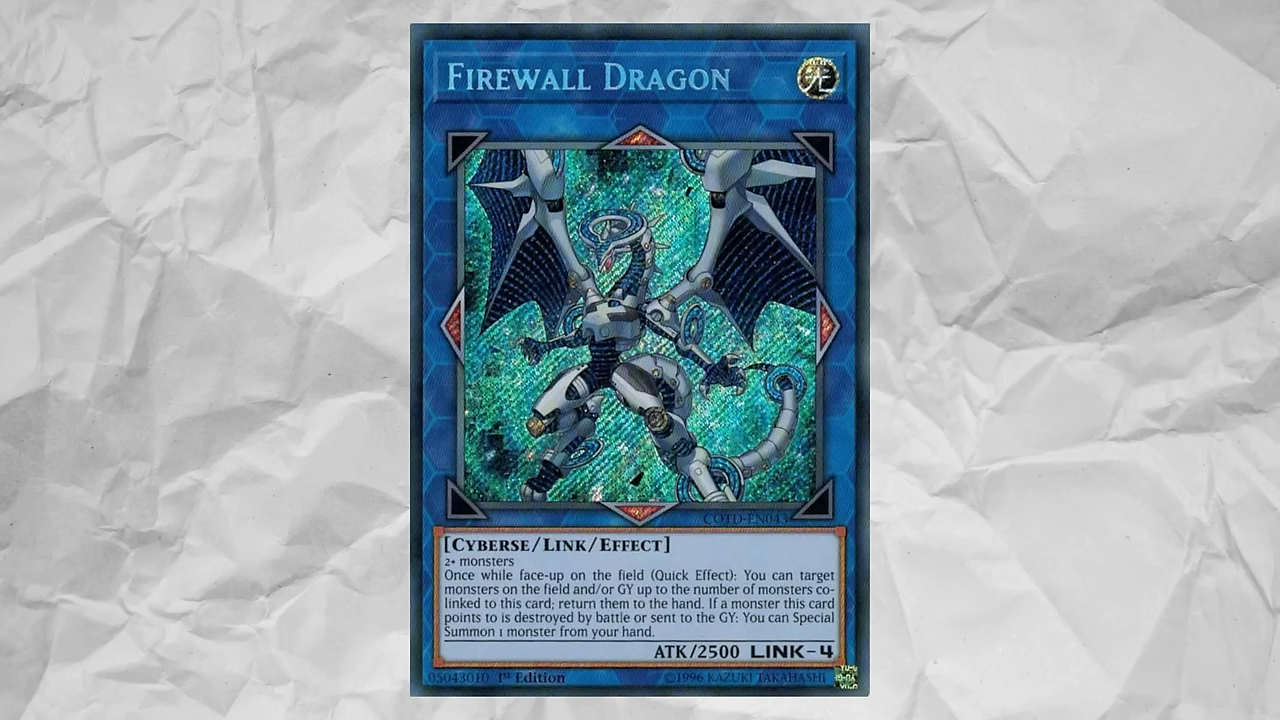 FIREWALL DRAGON
COTD-EN043
[CYBERSE/LINK/EFFECT]
2+ monsters
Once while face-up on the field (Quick Effect): You can target
monsters on the field and/or GY up to the number of monsters co-
linked to this card; return them to the hand. If a monster this card
points to is destroyed by battle or sent to the GY: You can Special
Summon 1 monster from your hand.
ATK/2500 LINK-4
05043010 1st Edition ©1996 KAZUKI TAKAHASHI